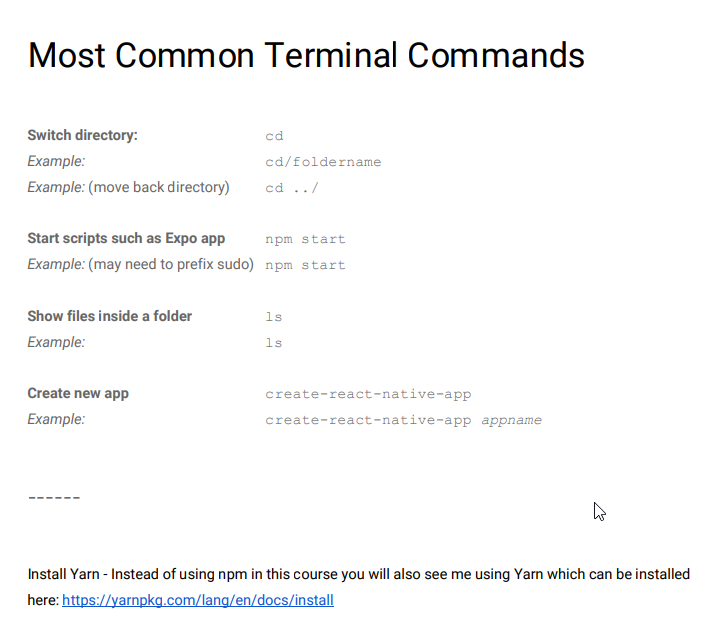 Most Common Terminal Commands
Switch directory: cd
Example: cd/foldername
Example: (move back directory) cd ../
Start scripts such as Expo app npm start
Example: (may need to prefix sudo) npm start
Show files inside a folder ls
Example: ls
Create new app create-react-native-app
Example: create-react-native-app appname
------
Install Yarn - Instead of using npm in this course you will also see me using Yarn which can be installed
here: https://yarnpkg.com/lang/en/docs/install